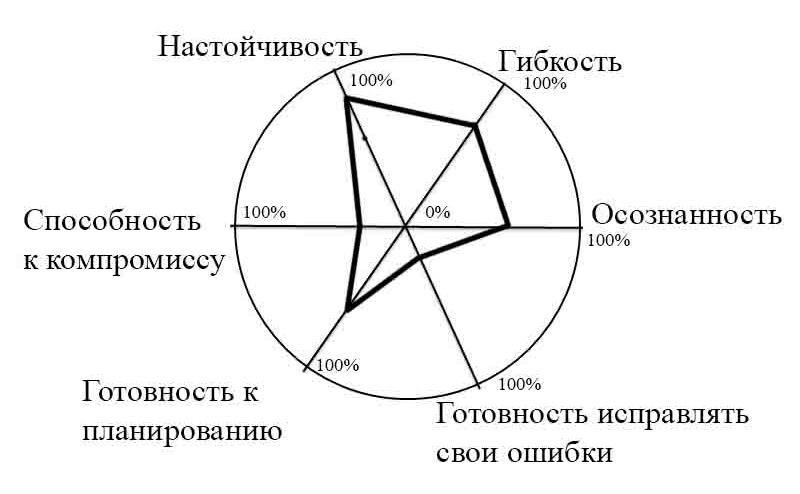 Настойчивость
100%
Гибкость
100%
Способность
к компромиссу
100%
0%
Осознанность
100%
Готовность к
планированию
100%
100%
Готовность исправлять
свои ошибки